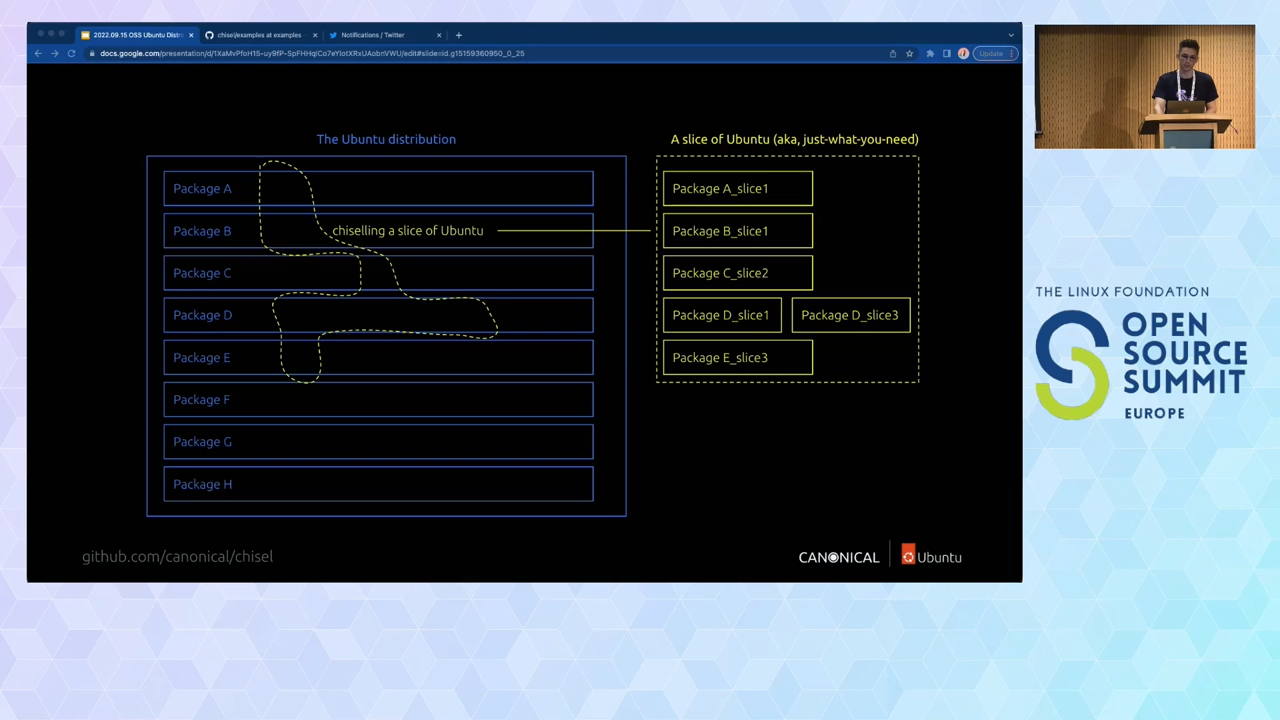 2022.09.15 OSS Ubuntu Distr
chisel/examples at examples
Notifications / Twitter
docs.google.com/presentation/d/1XaMvPfoH15-uy9fP-SpFHHqlCo7eYlotXRxUAobnVWU/edit#slide=id.g15159360950_0_25
Update
The Ubuntu distribution
A slice of Ubuntu (aka, just-what-you-need)
Package A
Package B
chiselling a slice of Ubuntu
Package C
Package D
Package E
Package F
Package G
Package H
Package A_slice1
Package B_slice1
Package C_slice2
Package D_slice1
Package D_slice3
Package E_slice3
github.com/canonical/chisel
CANONICAL
Ubuntu
THE LINUX FOUNDATION
OPEN
SOURCE
SUMMIT
EUROPE